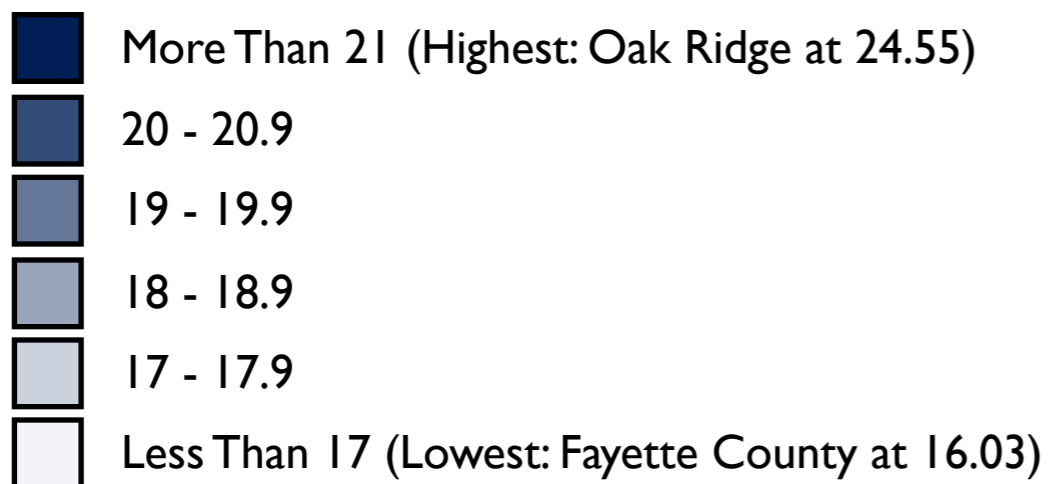 More Than 21 (Highest: Oak Ridge at 24.55)
20 - 20.9
19 - 19.9
18 - 18.9
17 - 17.9
Less Than 17 (Lowest: Fayette County at 16.03)